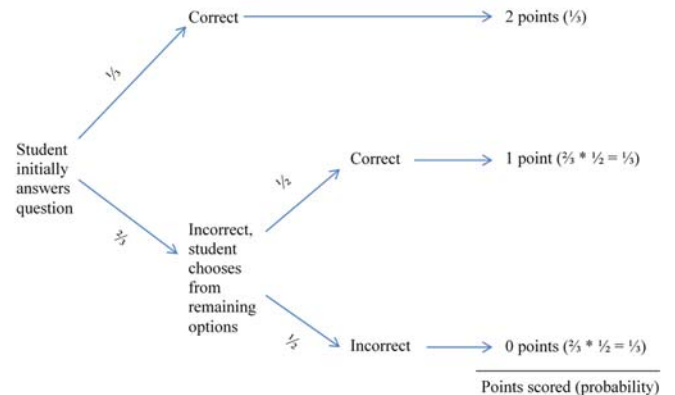 Correct
2 points (⅓)
⅓
Student
initially
answers
question
Correct
1 point (⅔ * ½ = ⅓)
½
⅔
Incorrect,
student
chooses
from
remaining
options
½
Incorrect
0 points (⅔ * ½ = ⅓)
Points scored (probability)